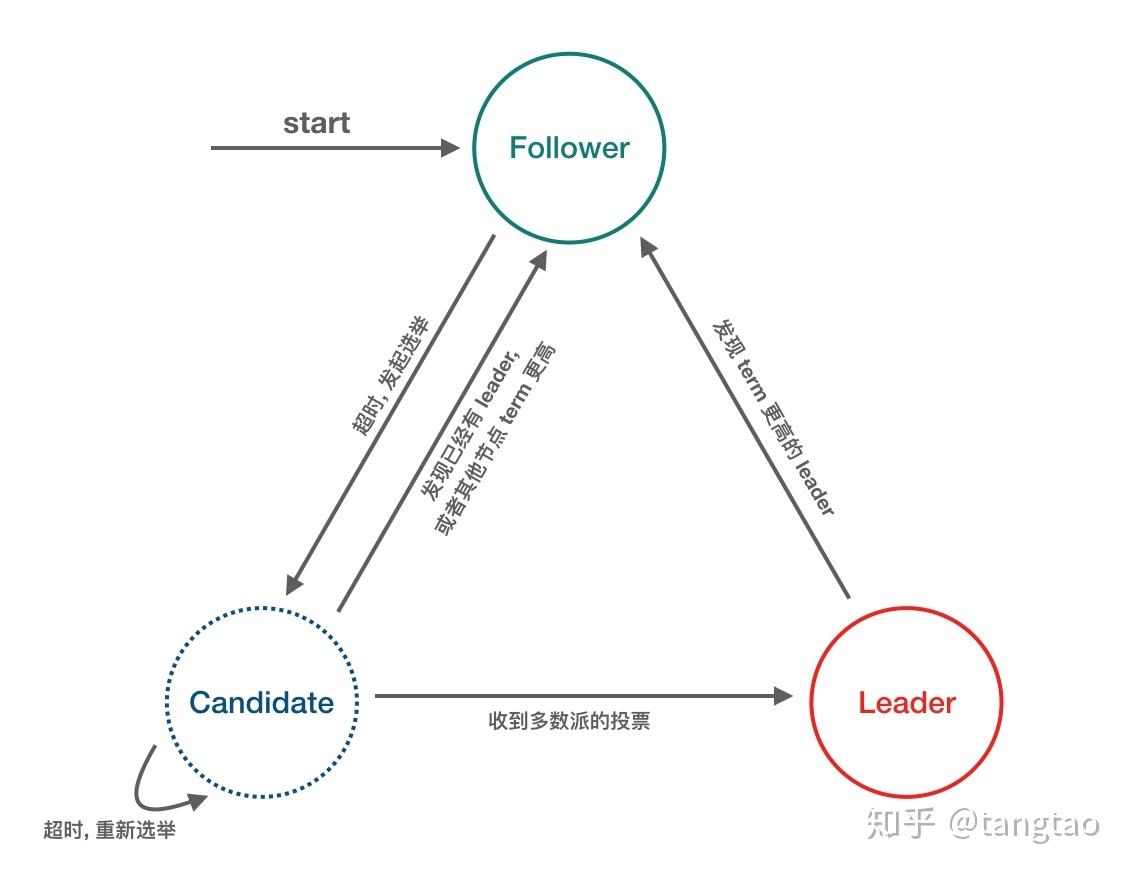 start
Follower
超时, 发起选举
发现已经有 leader,
或者其他节点 term 更高
发现 term 更高的 leader
Candidate
收到多数派的投票
Leader
超时, 重新选举
知乎 @tangtao